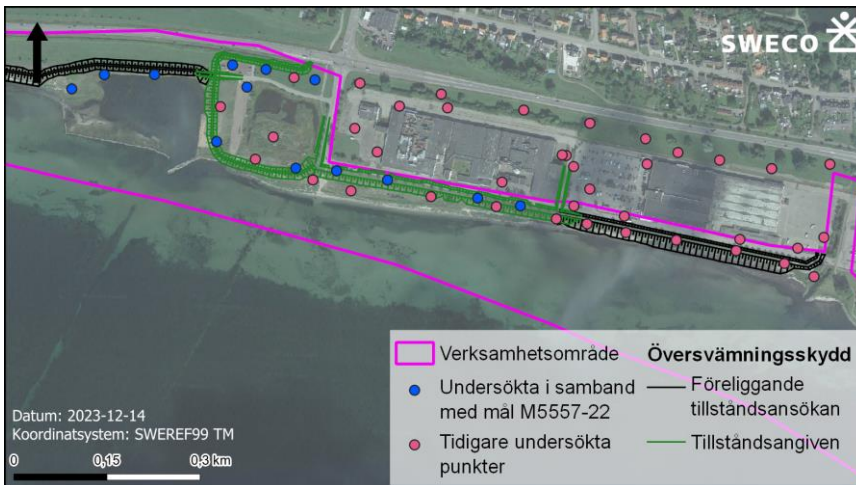 SWECO
Verksamhetsområde
Undersökta i samband
med mål M5557-22
Tidigare undersökta
punkter
Översvämningsskydd
Föreliggande
tillståndsansökan
Tillståndsangiven
Datum: 2023-12-14
Koordinatsystem: SWEREF99 TM
0 0,15 0,3 km